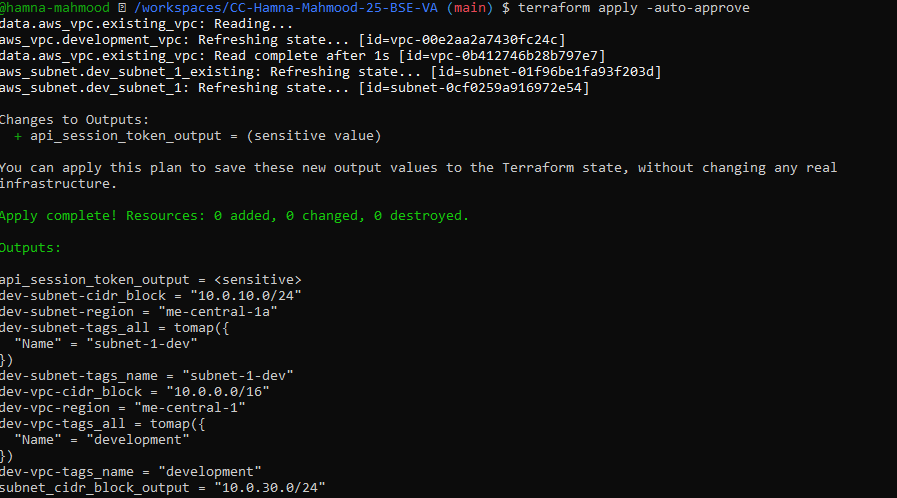 @hamna-mahmood /workspaces/CC-Hamna-Mahmood-25-BSE-VA (main) $ terraform apply -auto-approve
data.aws_vpc.existing_vpc: Reading...
aws_vpc.development_vpc: Refreshing state... [id=vpc-00e2aa2a7430fc24c]
data.aws_vpc.existing_vpc: Read complete after 1s [id=vpc-0b412746b28b797e7]
aws_subnet.dev_subnet_1_existing: Refreshing state... [id=subnet-01f96be1fa93f203d]
aws_subnet.dev_subnet_1: Refreshing state... [id=subnet-0cf0259a916972e54]
Changes to Outputs:
+ api_session_token_output = (sensitive value)
You can apply this plan to save these new output values to the Terraform state, without changing any real
infrastructure.
Apply complete! Resources: 0 added, 0 changed, 0 destroyed.
Outputs:
api_session_token_output = <sensitive>
dev-subnet-cidr_block = "10.0.10.0/24"
dev-subnet-region = "me-central-1a"
dev-subnet-tags_all = tomap({
"Name" = "subnet-1-dev"
})
dev-subnet-tags_name = "subnet-1-dev"
dev-vpc-cidr_block = "10.0.0.0/16"
dev-vpc-region = "me-central-1"
dev-vpc-tags_all = tomap({
"Name" = "development"
})
dev-vpc-tags_name = "development"
subnet_cidr_block_output = "10.0.30.0/24"